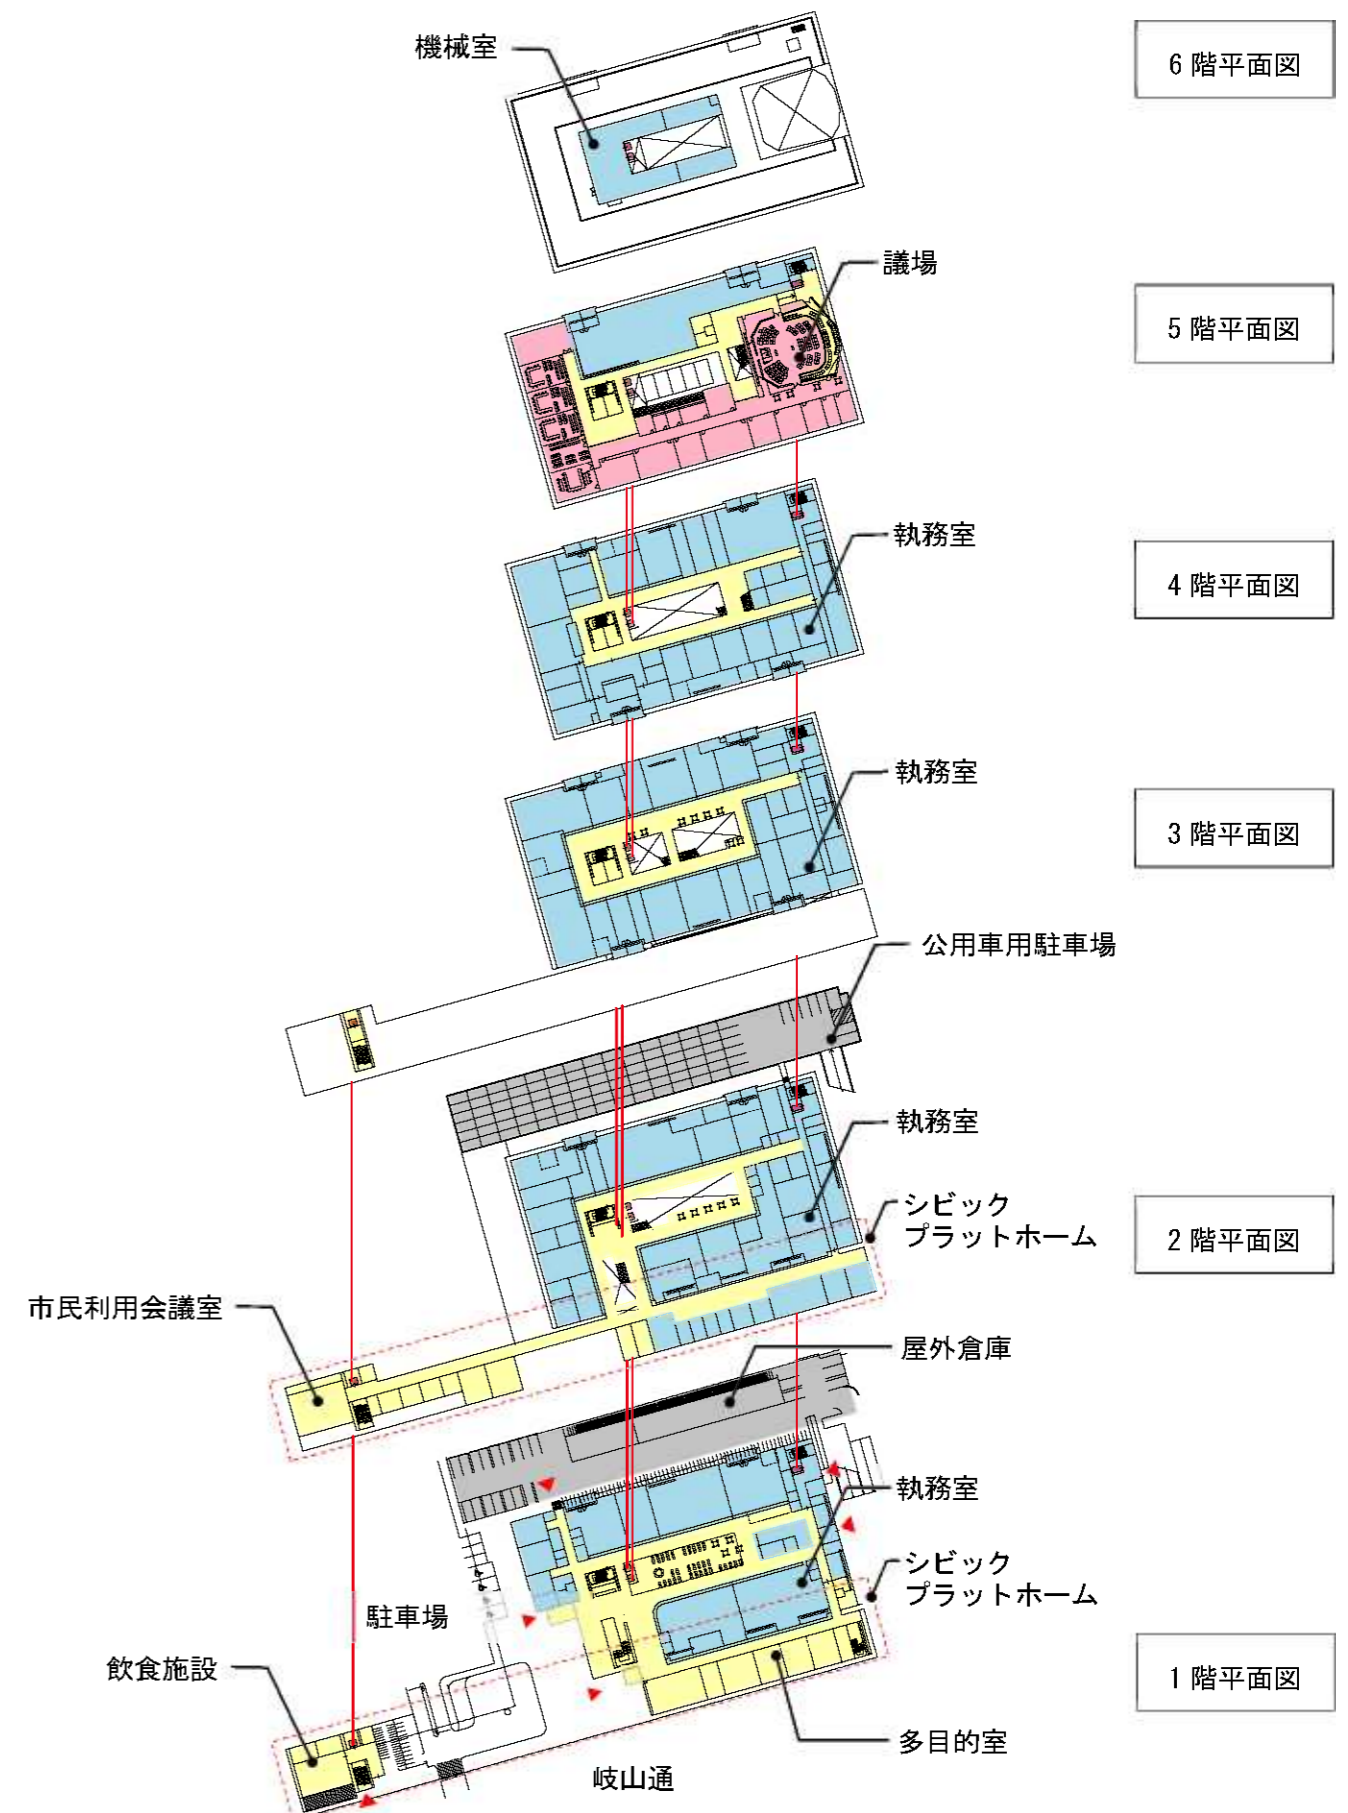 機械室
6 階平面図
議場
5 階平面図
執務室
4 階平面図
執務室
3 階平面図
公用車用駐車場
執務室
シビック
プラットホーム
2 階平面図
市民利用会議室
屋外倉庫
執務室
シビック
プラットホーム
駐車場
飲食施設
1 階平面図
多目的室
岐山通